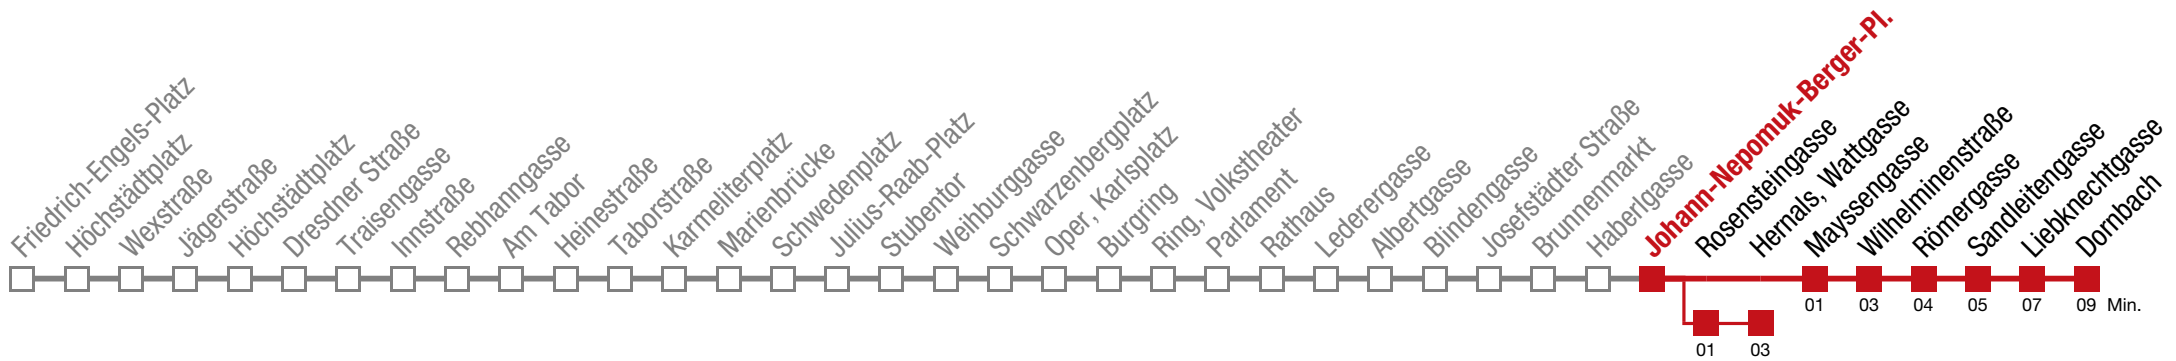 Friedrich-Engels-Platz
Höchstädtplatz
Wexstraße
Jägerstraße
Höchstädtplatz
Dresdner Straße
Traisengasse
Innstraße
Rebhanngasse
Am Tabor
Heinestraße
Taborstraße
Karmeliterplatz
Marienbrücke
Schwedenplatz
Julius-Raab-Platz
Stubentor
Weihburggasse
Schwarzenbergplatz
Oper, Karlsplatz
Burgring
Ring, Volkstheater
Parlament
Rathaus
Lederergasse
Albertgasse
Blindengasse
Josefstädter Straße
Brunnenmarkt
Haberlgasse
Johann-Nepomuk-Berger-Pl.
Rosensteingasse
Hernals, Wattgasse
Mayssengasse
Wilhelminenstraße
Römergasse
Sandleitengasse
Liebknechtgasse
Dornbach
01 03 04 05 07 09 Min.
01 03